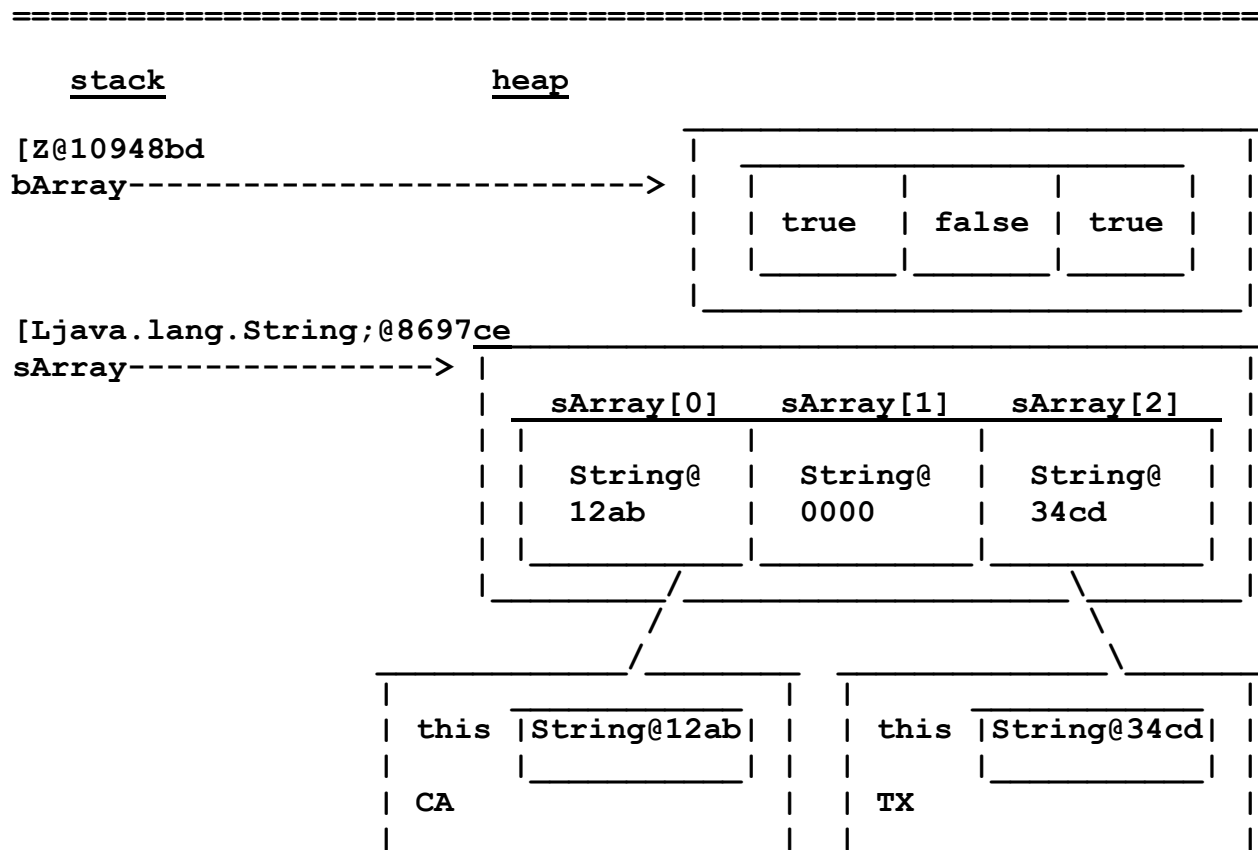 stack heap
[Z@10948bd
bArray---------------------------> | | | | | |
| | true | false | true | |
[Ljava.lang.String;@8697ce
sArray----------------> |
| sArray[0] sArray[1] sArray[2] |
| | String@ | String@ | String@ | |
| | 12ab | 0000 | 34cd | |
| this |String@12ab| | | this |String@34cd| |
| CA | | TX |